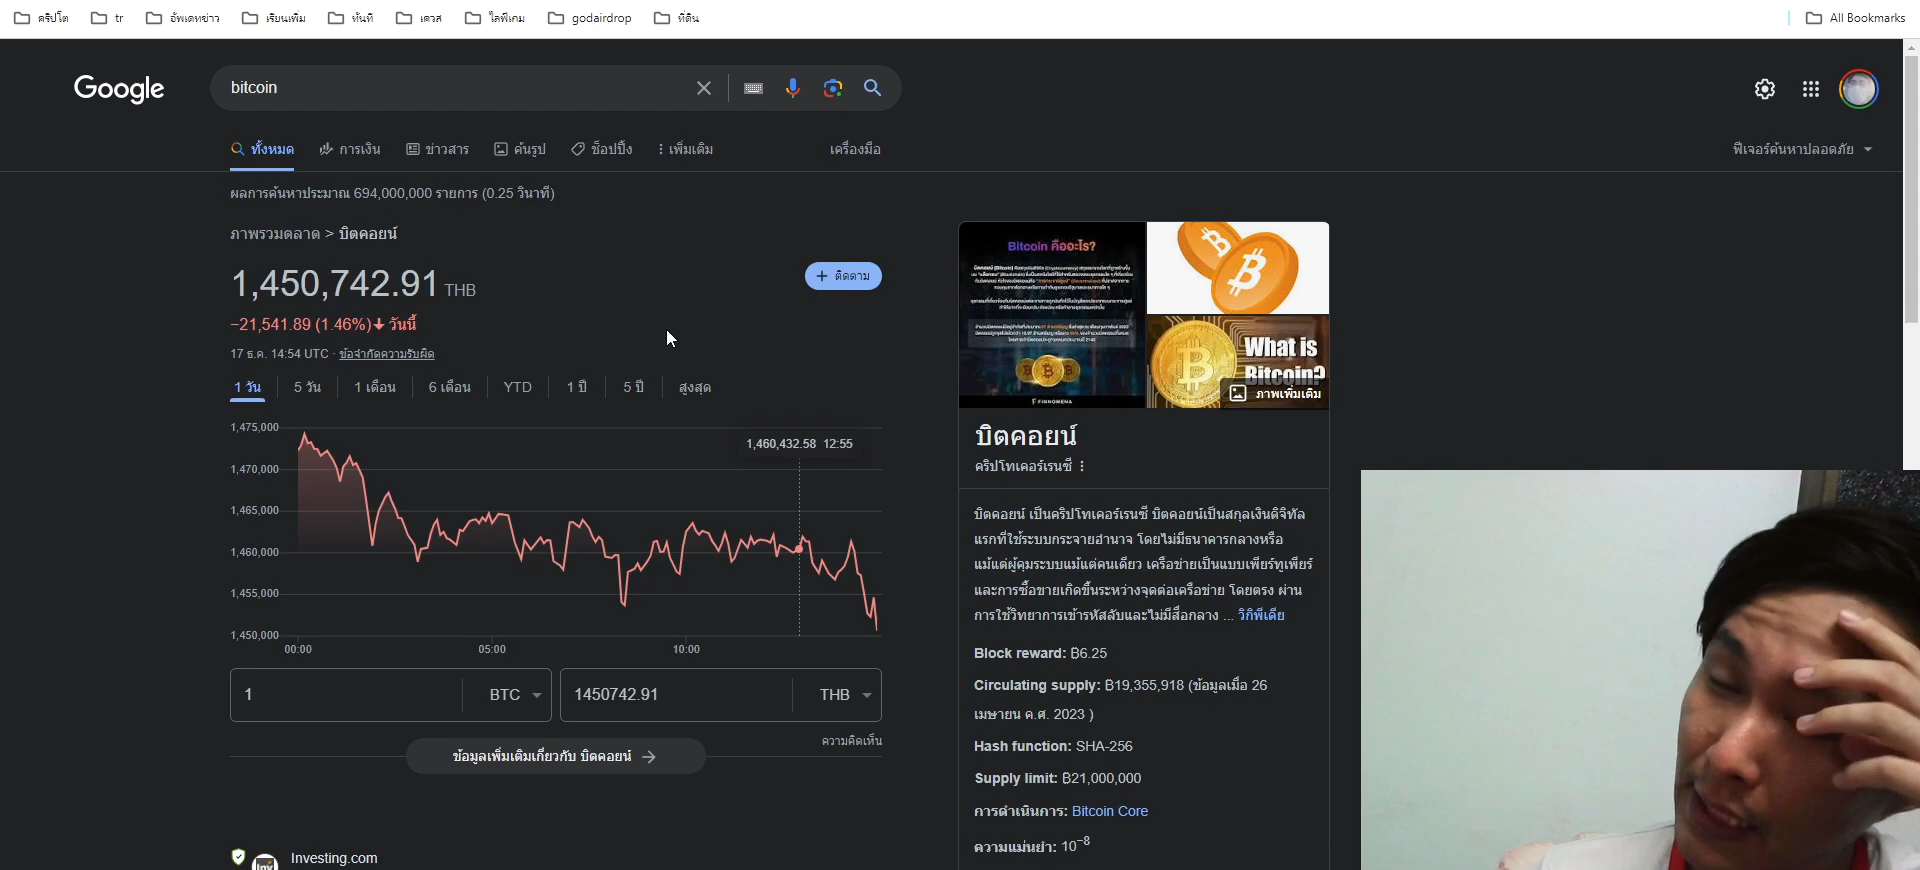 คริปโต
tr
อัพเดทข่าว
เรียนเพิ่ม
ทันที
เควส
ไลฟ์เกม
godairdrop
ที่ดิน
All Bookmarks
Google
bitcoin
ทั้งหมด
การเงิน
ข่าวสาร
ค้นรูป
ช็อปปิ้ง
เพิ่มเติม
เครื่องมือ
ฟีเจอร์ค้นหาปลอดภัย
ผลการค้นหาประมาณ 694,000,000 รายการ (0.25 วินาที)
ภาพรวมตลาด > บิตคอยน์
1,450,742.91 THB
+ ติดตาม
−21,541.89 (1.46%) วันนี้
17 ธ.ค. 14:54 UTC · ข้อจำกัดความรับผิด
1 วัน
5 วัน
1 เดือน
6 เดือน
YTD
1 ปี
5 ปี
สูงสุด
1,475,000
1,470,000
1,465,000
1,460,000
1,455,000
1,450,000
1,460,432.58 12:55
00:00
05:00
10:00
1
BTC
1450742.91
THB
ความคิดเห็น
ข้อมูลเพิ่มเติมเกี่ยวกับ บิตคอยน์
Investing.com
Bitcoin คืออะไร?
FINNOMENA
What is
Bitcoin?
ภาพเพิ่มเติม
บิตคอยน์
คริปโทเคอร์เรนซี
บิตคอยน์ เป็นคริปโทเคอร์เรนซี บิตคอยน์เป็นสกุลเงินดิจิทัล
แรกที่ใช้ระบบกระจายอำนาจ โดยไม่มีธนาคารกลางหรือ
แม้แต่ผู้คุมระบบแม้แต่คนเดียว เครือข่ายเป็นแบบเพียร์ทูเพียร์
และการซื้อขายเกิดขึ้นระหว่างจุดต่อเครือข่าย โดยตรง ผ่าน
การใช้วิทยาการเข้ารหัสลับและไม่มีสื่อกลาง ... วิกิพีเดีย
Block reward: ₿6.25
Circulating supply: ₿19,355,918 (ข้อมูลเมื่อ 26
เมษายน ค.ศ. 2023 )
Hash function: SHA-256
Supply limit: ₿21,000,000
การดำเนินการ: Bitcoin Core
ความแม่นยำ: 10−8